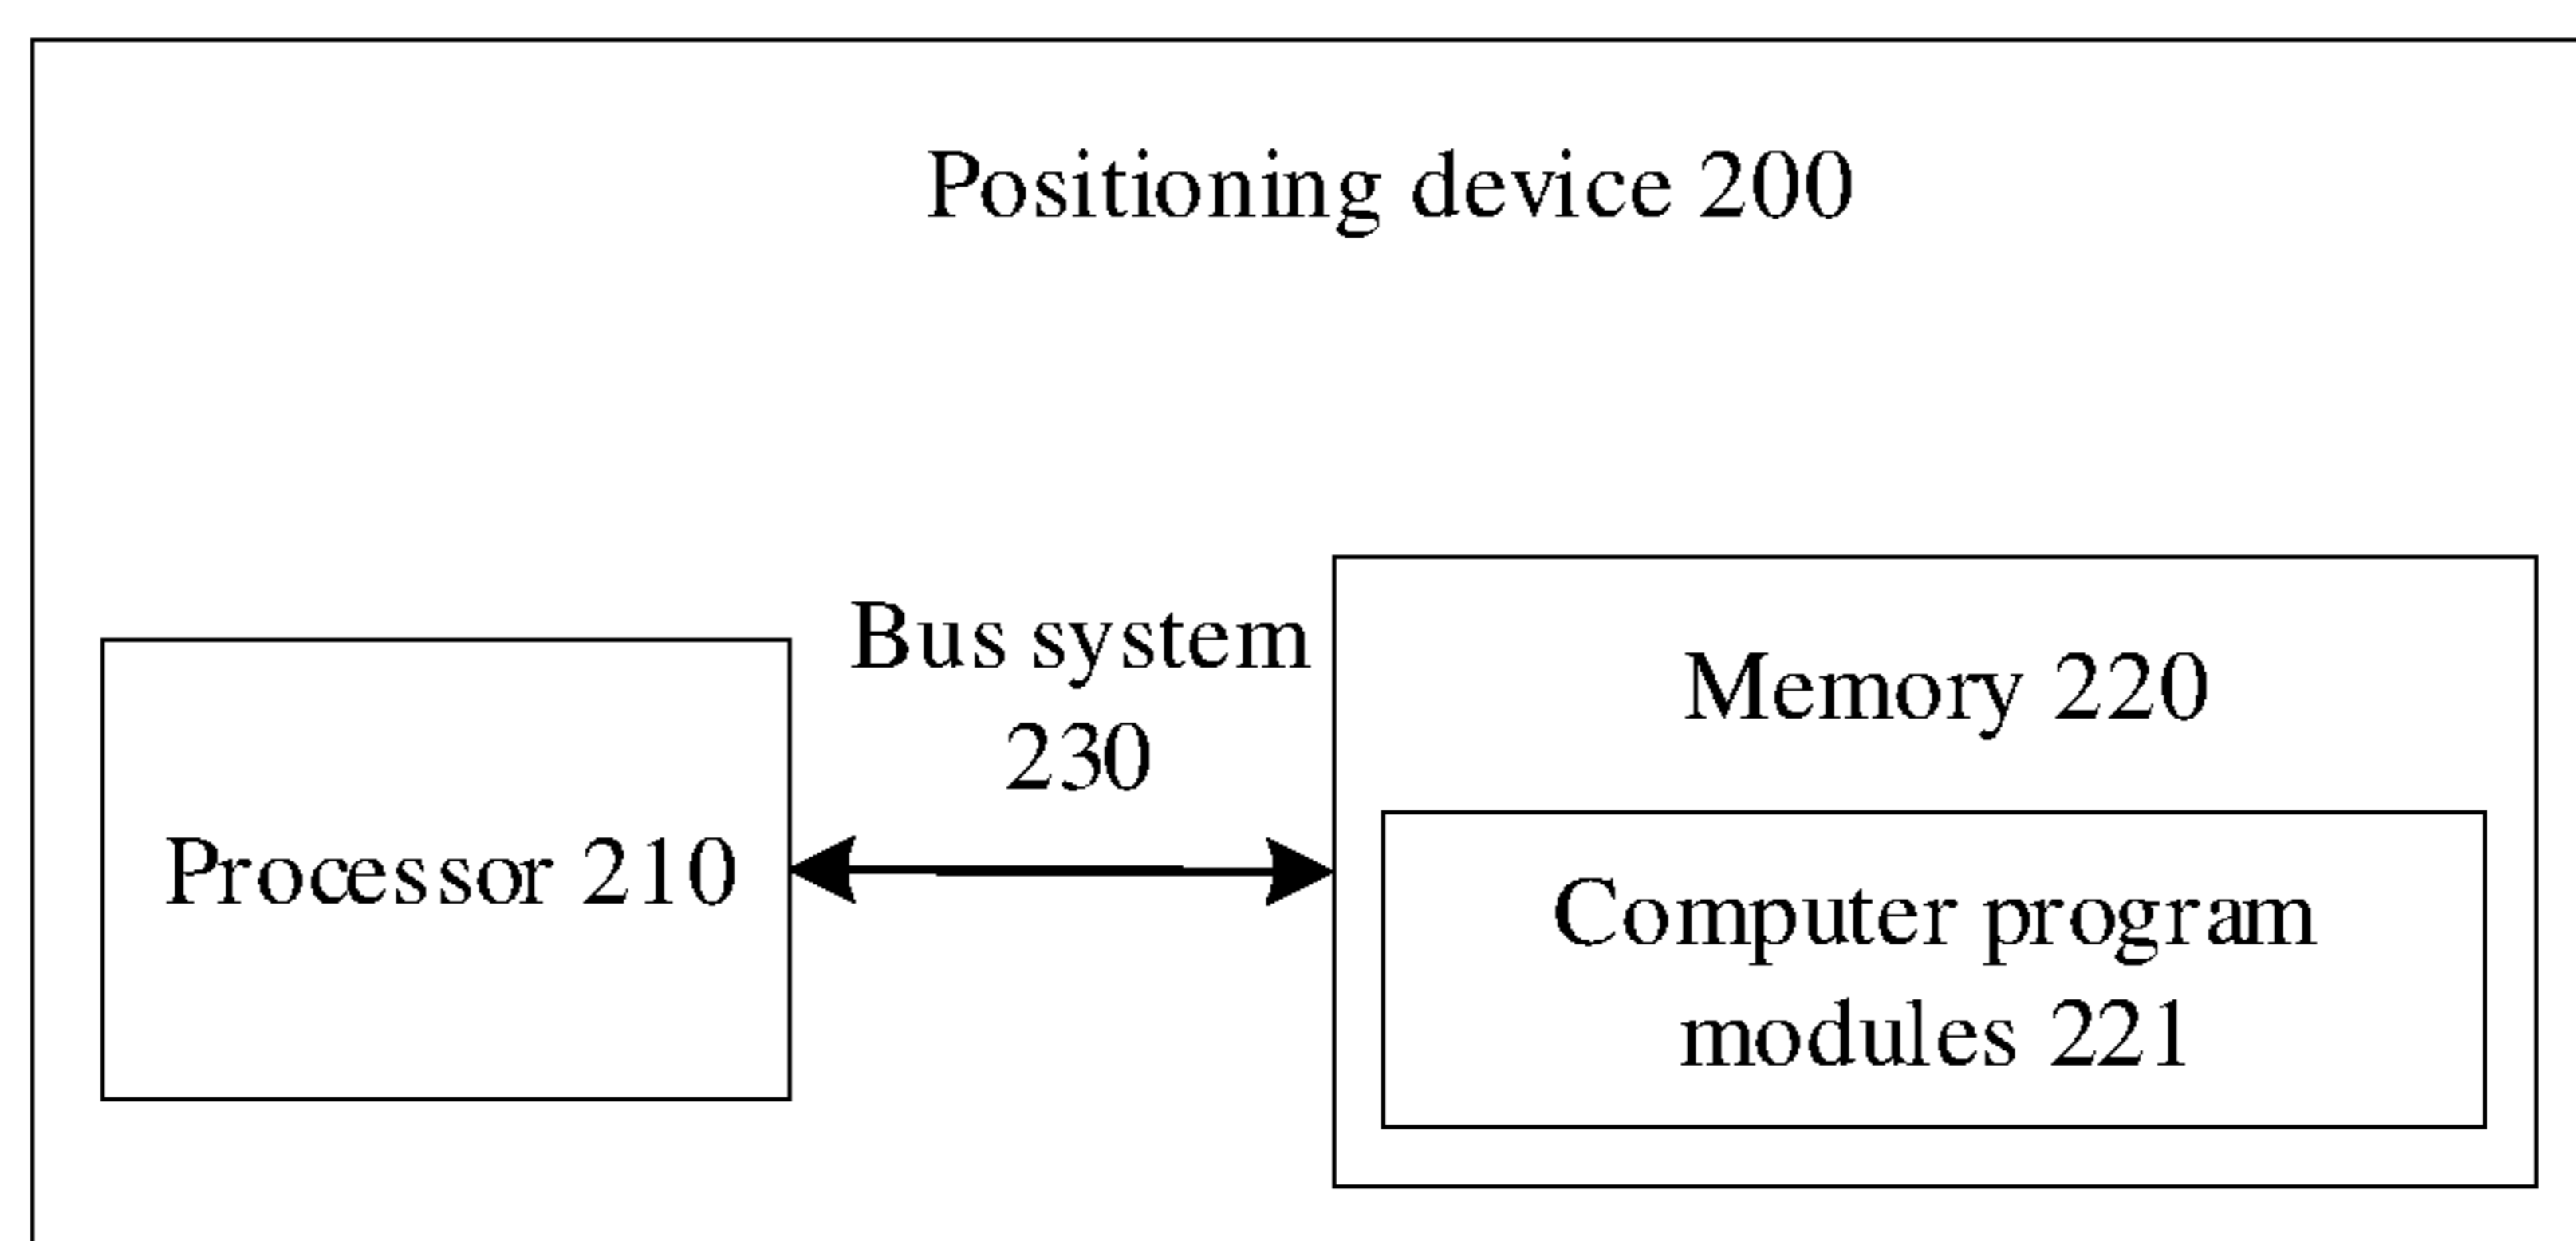 Positioning device 200
Bus system
230
Processor 210
Memory 220
Computer program
modules 221